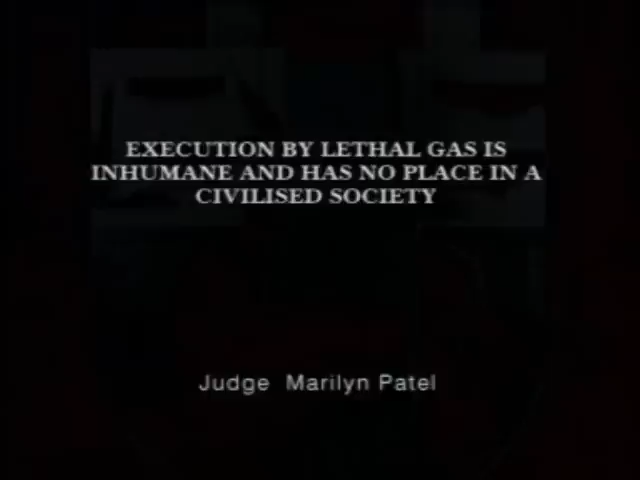 EXECUTION BY LETHAL GAS IS
INHUMANE AND HAS NO PLACE IN A
CIVILISED SOCIETY
Judge Marilyn Patel